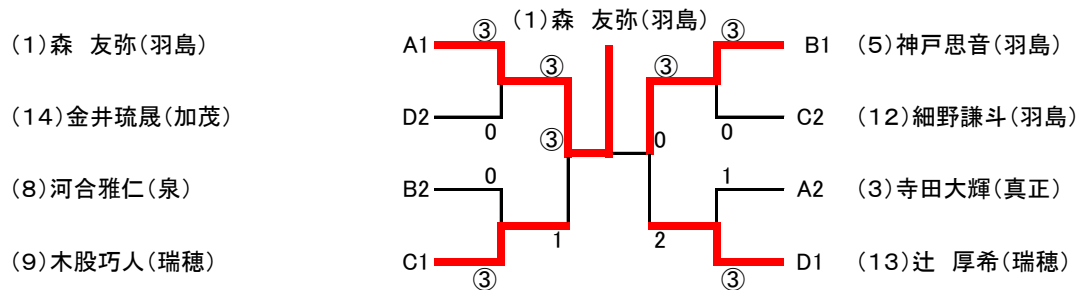 (1)森 友弥(羽島)
(1)森 友弥(羽島) A1 ③ ③ B1 (5)神戸思音(羽島)
③ ③
(14)金井琉晟(加茂) D2 0 0 C2 (12)細野謙斗(羽島)
③ 0
(8)河合雅仁(泉) B2 0 1 A2 (3)寺田大輝(真正)
1 2
(9)木股巧人(瑞穂) C1 ③ ③ D1 (13)辻 厚希(瑞穂)